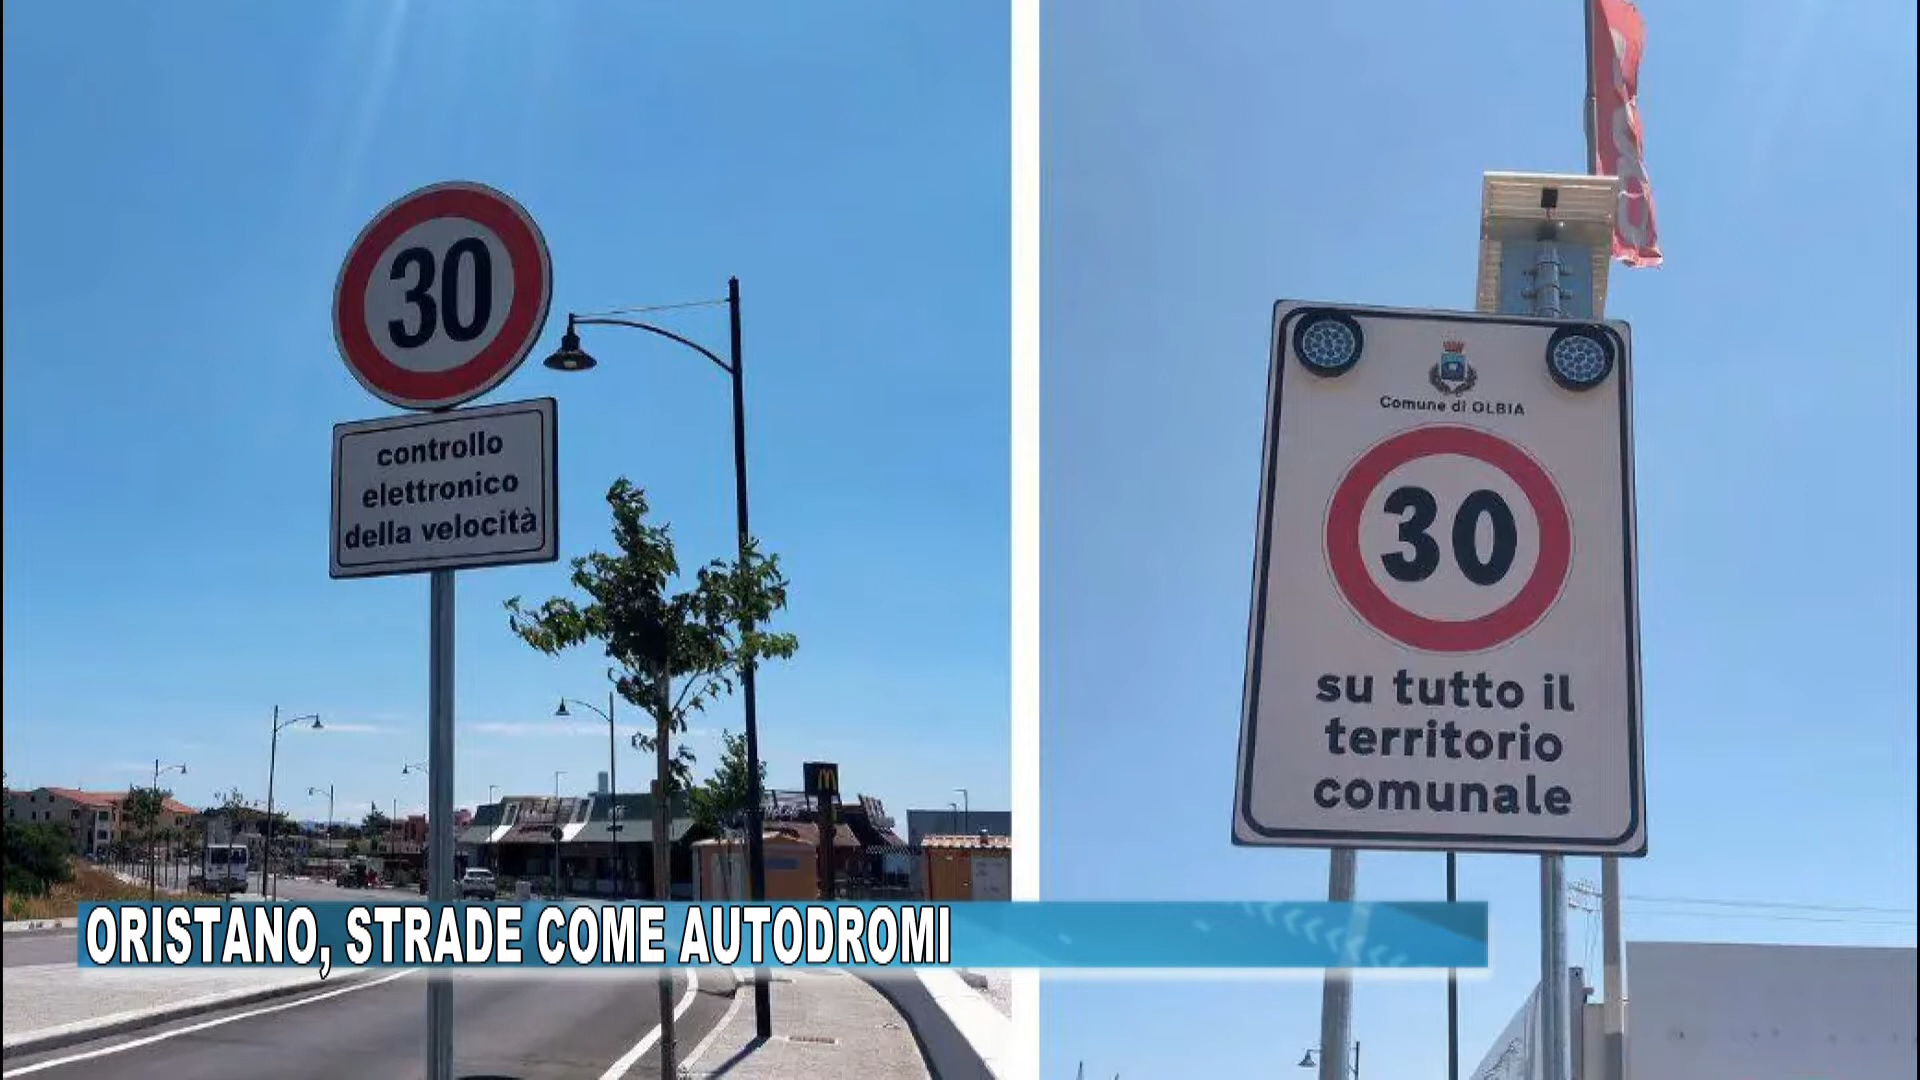 30
controllo
elettronico
della velocità
Comune di OLBIA
30
su tutto il
territorio
comunale
ORISTANO, STRADE COME AUTODROMI